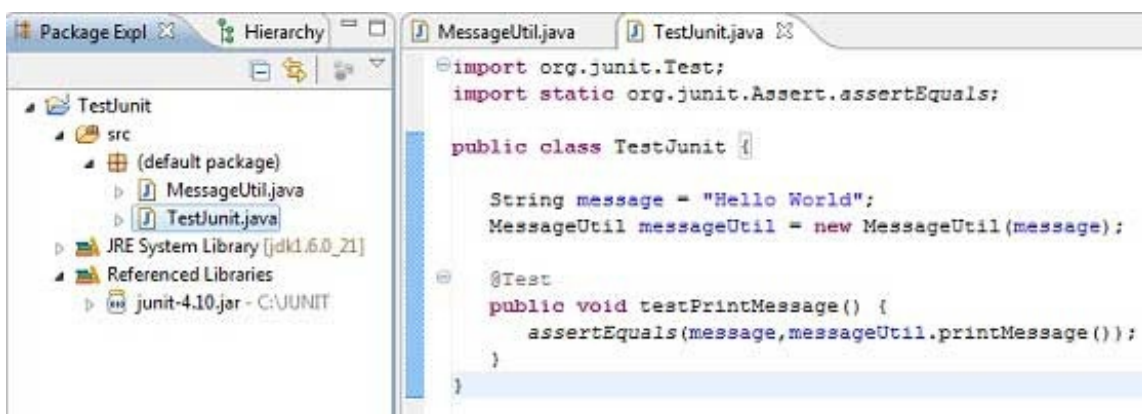 Package Expl
Hierarchy
TestJunit
src
(default package)
MessageUtil.java
TestJunit.java
JRE System Library [jdk1.6.0_21]
Referenced Libraries
junit-4.10.jar - C:\JUNIT
MessageUtil.java
TestJunit.java
import org.junit.Test;
import static org.junit.Assert.assertEquals;
public class TestJunit {
String message = "Hello World";
MessageUtil messageUtil = new MessageUtil(message);
@Test
public void testPrintMessage() {
assertEquals(message,messageUtil.printMessage());
}
}